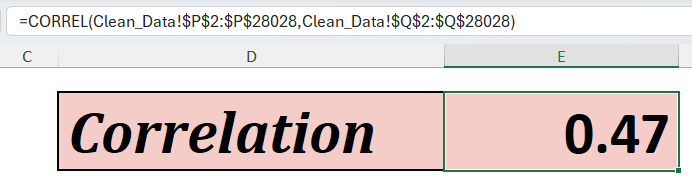 =CORREL(Clean_Data!$P$2:$P$28028,Clean_Data!$Q$2:$Q$28028)
C D E
Correlation 0.47